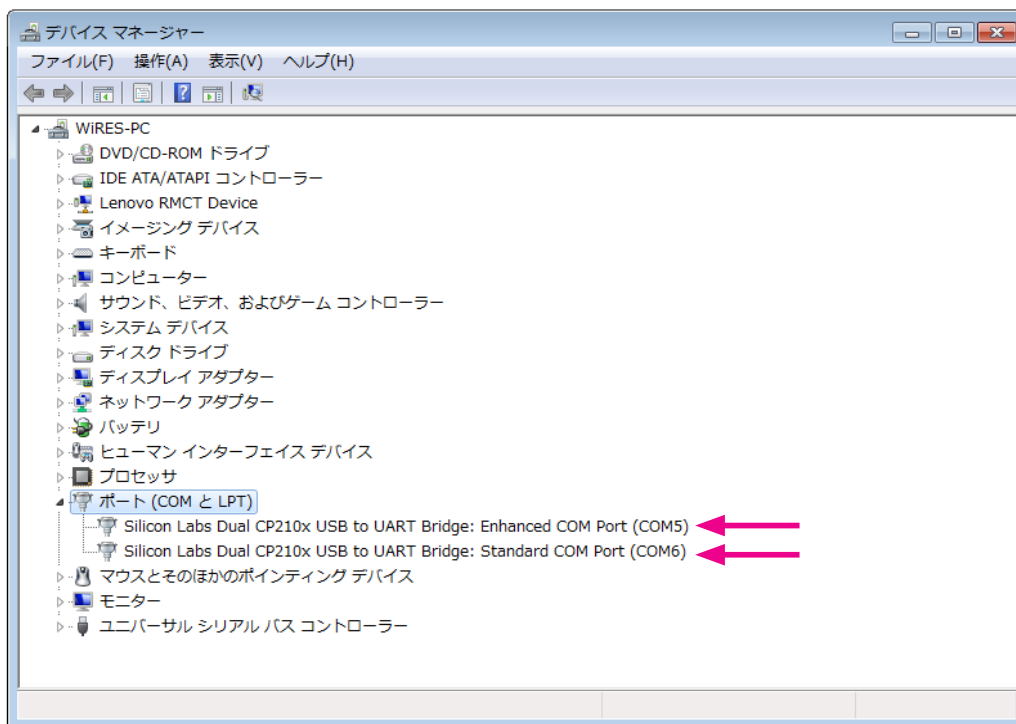 デバイス マネージャー
ファイル(F) 操作(A) 表示(V) ヘルプ(H)
WiRES-PC
DVD/CD-ROM ドライブ
IDE ATA/ATAPI コントローラー
Lenovo RMCT Device
イメージング デバイス
キーボード
コンピューター
サウンド、ビデオ、およびゲーム コントローラー
システム デバイス
ディスク ドライブ
ディスプレイ アダプター
ネットワーク アダプター
バッテリ
ヒューマン インターフェイス デバイス
プロセッサ
ポート (COM と LPT)
Silicon Labs Dual CP210x USB to UART Bridge: Enhanced COM Port (COM5)
Silicon Labs Dual CP210x USB to UART Bridge: Standard COM Port (COM6)
マウスとそのほかのポインティング デバイス
モニター
ユニバーサル シリアル バス コントローラー